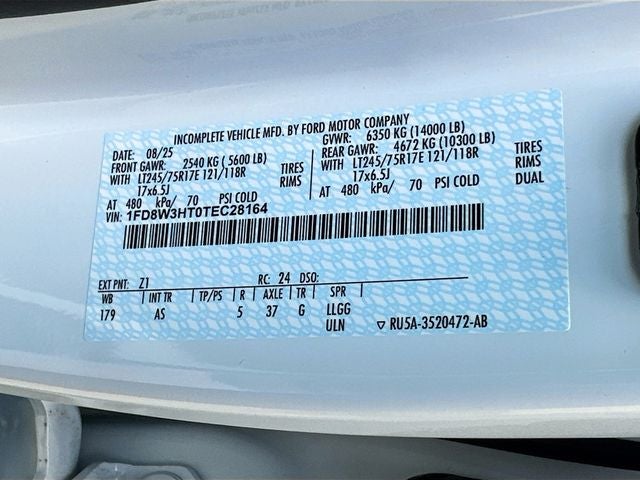 INCOMPLETE VEHICLE MFD. BY FORD MOTOR COMPANY
DATE: 08/25 GVWR: 6350 KG (14000 LB)
FRONT GAWR: 2540 KG (5600 LB) REAR GAWR: 4672 KG (10300 LB)
WITH LT245/75R17E 121/118R TIRES WITH LT245/75R17E 121/118R TIRES
17x6.5J RIMS 17x6.5J RIMS
AT 480 kPa/ 70 PSI COLD AT 480 kPa/ 70 PSI COLD DUAL
VIN: 1FD8W3HT0TEC28164
EXT PNT: Z1 RC: 24 DSO:
WB INT TR TP/PS R AXLE TR SPR
179 AS 5 37 G LLGG
ULN ▽ RU5A-3520472-AB